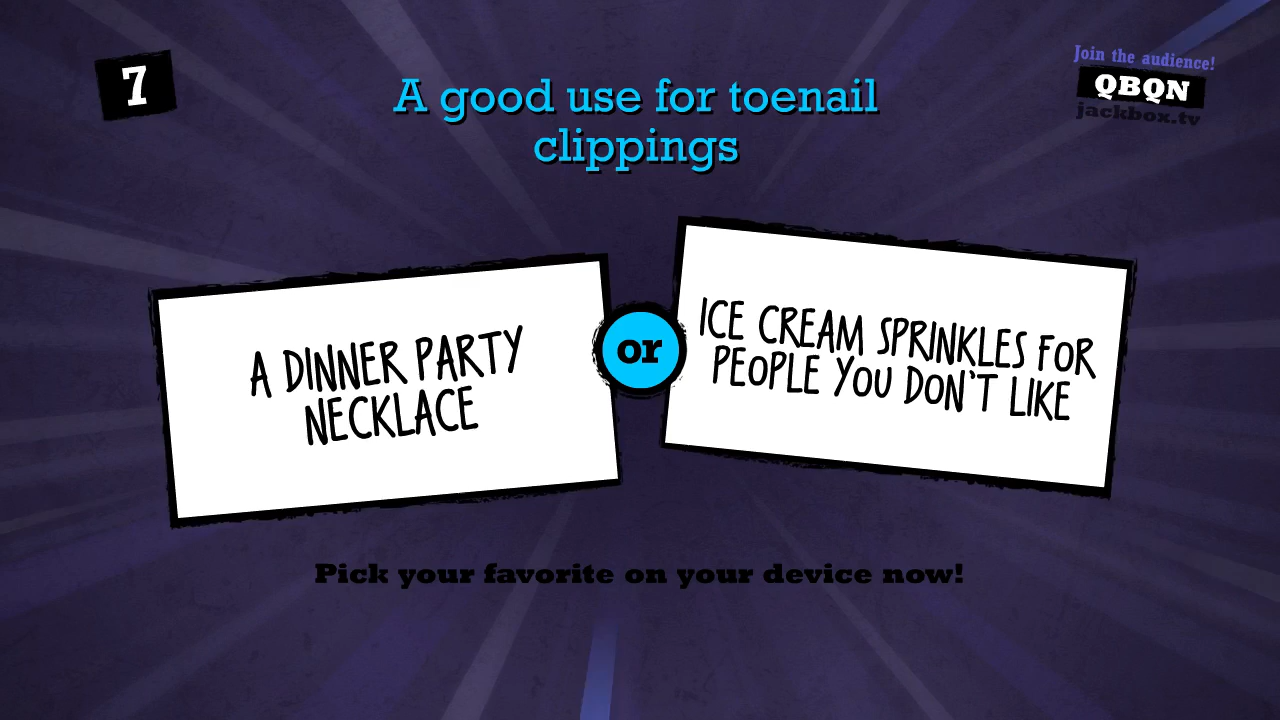 7
A good use for toenail
clippings
Join the audience!
QBQN
jackbox.tv
A DINNER PARTY
NECKLACE
or
ICE CREAM SPRINKLES FOR
PEOPLE YOU DON'T LIKE
Pick your favorite on your device now!